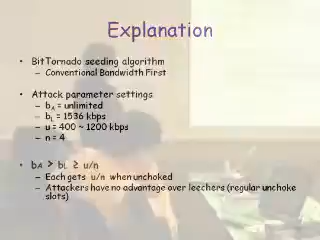 Explanation
• BitTornado seeding algorithm
– Conventional Bandwidth First
• Attack parameter settings
– bA = unlimited
– bL = 1536 kbps
– u = 400 ~ 1200 kbps
– n = 4
• bA > bL ≥ u/n
– Each gets u/n when unchoked
– Attackers have no advantage over leechers (regular unchoke
slots)